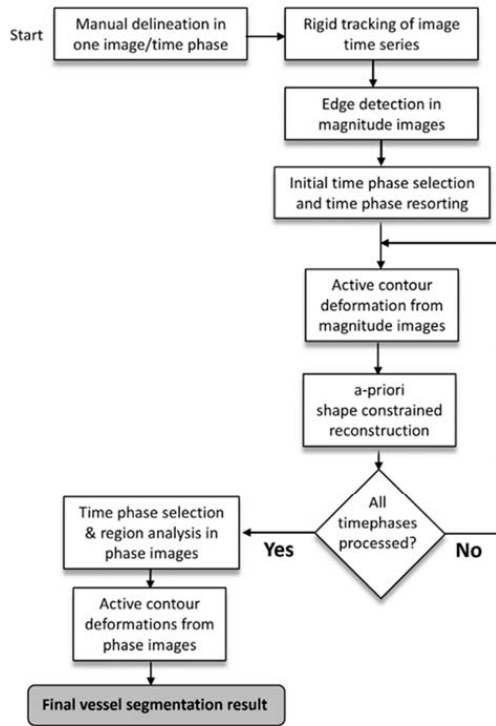 Start
Manual delineation in
one image/time phase
Rigid tracking of image
time series
Edge detection in
magnitude images
Initial time phase selection
and time phase resorting
Active contour
deformation from
magnitude images
a-priori
shape constrained
reconstruction
All
timephases
processed?
Yes
No
Time phase selection
& region analysis in
phase images
Active contour
deformations from
phase images
Final vessel segmentation result